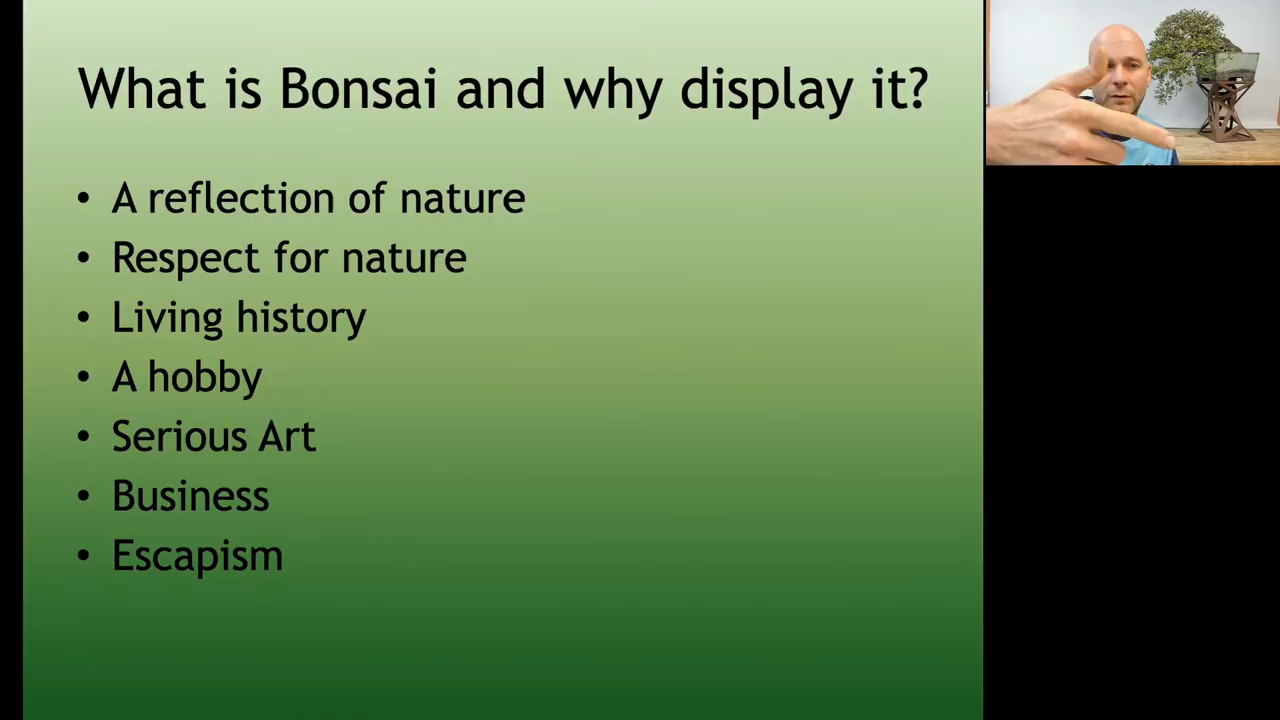 What is Bonsai and why display it?
• A reflection of nature
• Respect for nature
• Living history
• A hobby
• Serious Art
• Business
• Escapism